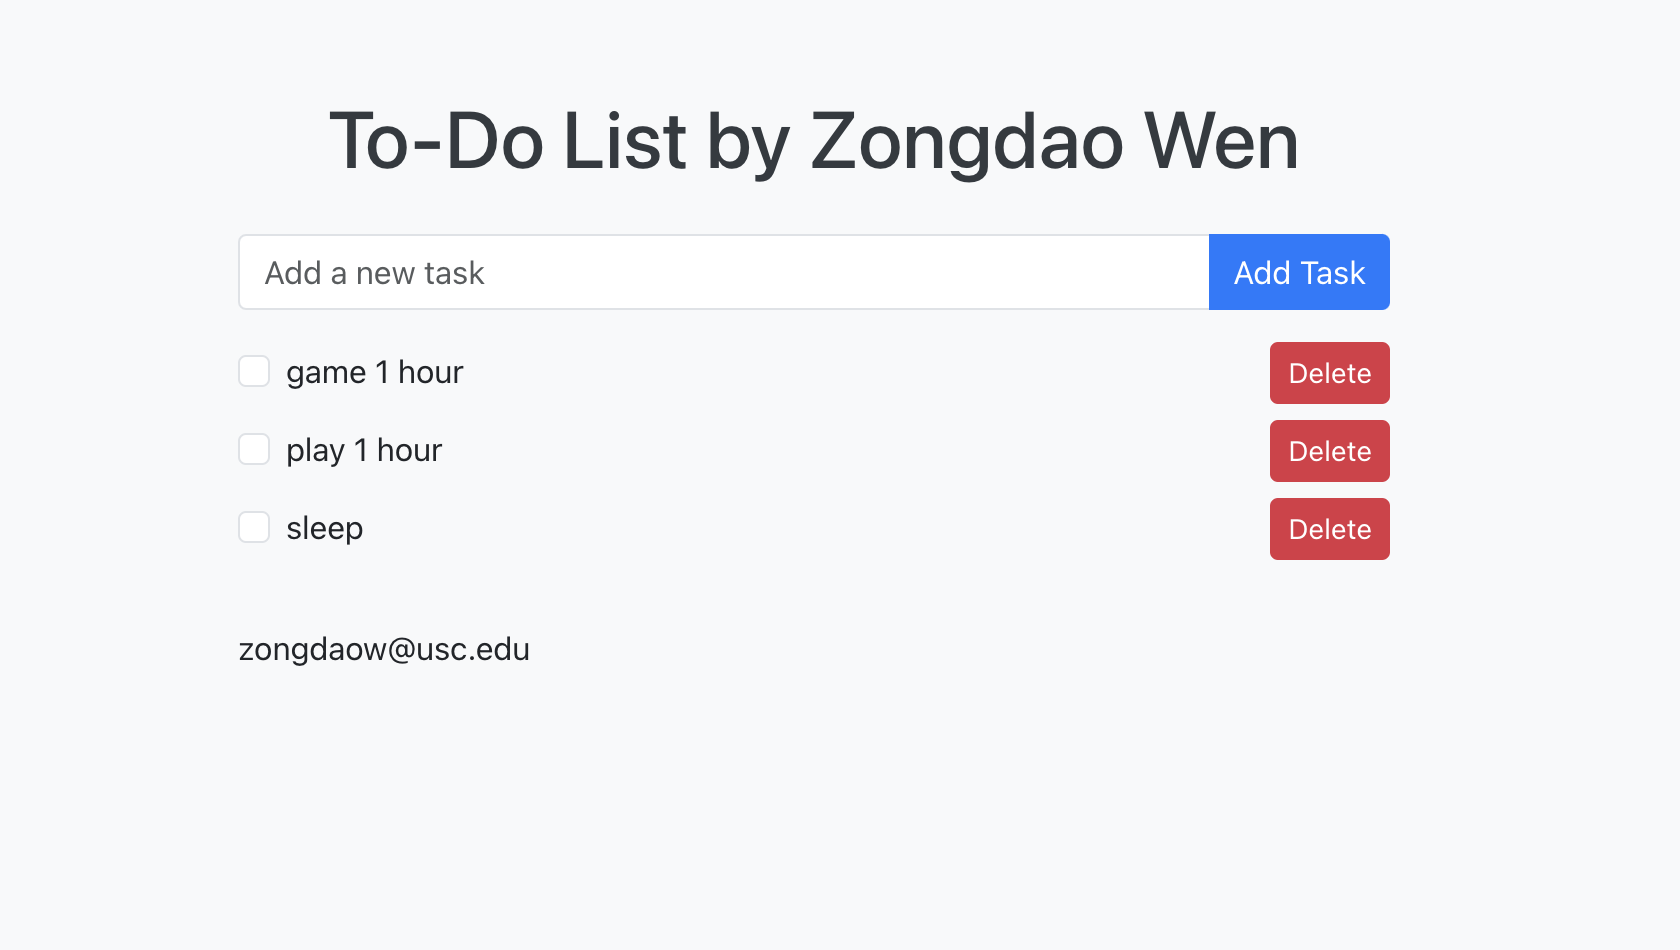 To-Do List by Zongdao Wen
Add a new task Add Task
game 1 hour Delete
play 1 hour Delete
sleep Delete
zongdaow@usc.edu